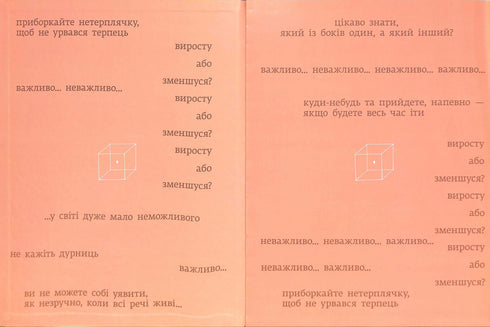 приборкайте нетерплячку,
щоб не урвався терпець
виросту
або
зменшуся?
важливо... неважливо...
виросту
або
зменшуся?
виросту
або
зменшуся?
...у світі дуже мало неможливого
не кажіть дурниць
важливо...
ви не можете собі уявити,
як незручно, коли всі речі живі...
цікаво знати,
який із боків один, а який інший?
важливо... неважливо... неважливо... важливо...
куди-небудь та прийдете, напевно —
якщо будете весь час іти
виросту
або
зменшуся?
виросту
або
зменшуся?
неважливо... неважливо... важливо...
виросту
або
неважливо... важливо...
зменшуся?
приборкайте нетерплячку,
щоб не урвався терпець